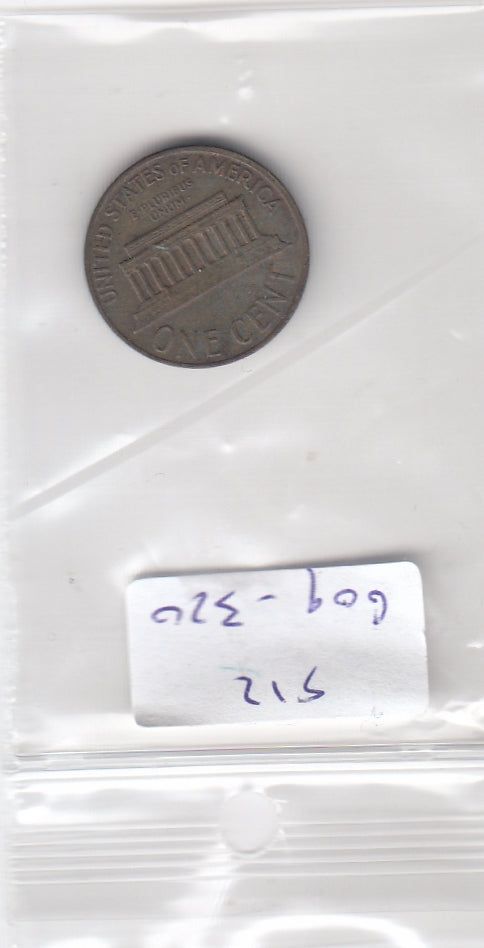 UNITED STATES OF AMERICA
E·PLURIBUS
UNUM
ONE CENT
512
609 - 320